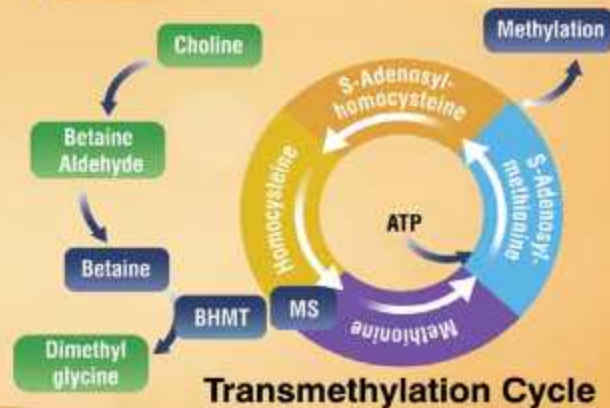 Choline
Methylation
S-Adenosyl-
homocysteine
Betaine
Aldehyde
Homocysteine
S-Adenosyl-
methionine
ATP
Betaine
BHMT
MS
Methionine
Dimethyl
glycine
Transmethylation Cycle